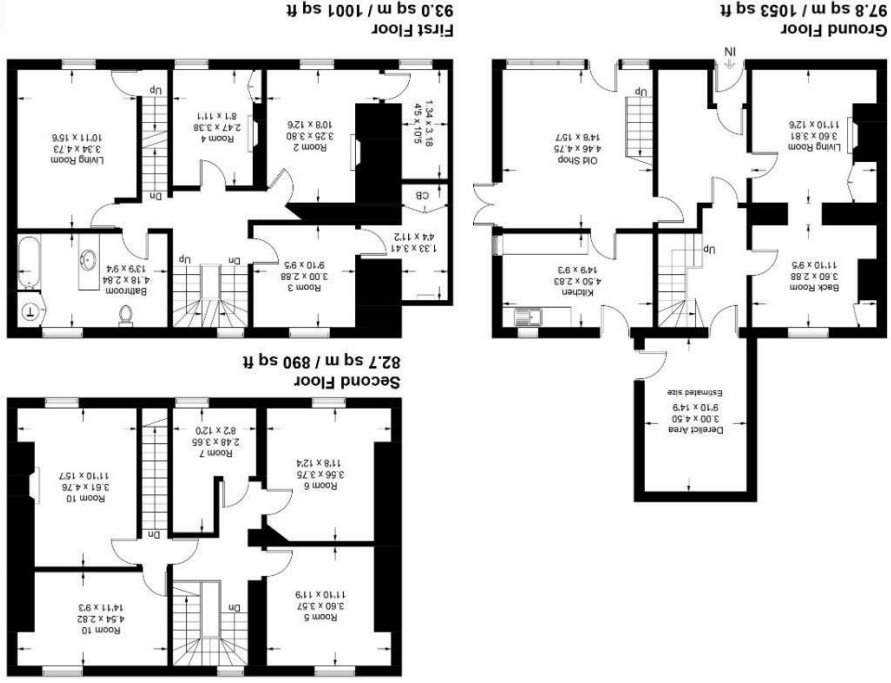 Derelict Area
3.00 x 4.50
9'10 x 14'9
Estimated size
Back Room
3.60 x 2.88
11'10 x 9'5
Up
Kitchen
4.50 x 2.83
14'9 x 9'3
Living Room
3.60 x 3.81
11'10 x 12'6
Old Shop
4.46 x 4.75
14'8 x 15'7
Up
IN
Ground Floor
97.8 sq m / 1053 sq ft
Room 5
3.60 x 3.57
11'10 x 11'9
Dn
Room 10
4.54 x 2.82
14'11 x 9'3
Room 6
3.56 x 3.75
11'8 x 12'4
Room 7
2.48 x 3.65
8'2 x 12'0
Dn
Room 10
3.61 x 4.76
11'10 x 15'7
Second Floor
82.7 sq m / 890 sq ft
1.33 x 3.41
4'4 x 11'2
CB
Room 3
3.00 x 2.88
9'10 x 9'5
Dn
Up
Bathroom
4.18 x 2.84
13'9 x 9'4
T
1.34 x 3.18
4'5 x 10'5
Room 2
3.25 x 3.80
10'8 x 12'6
Room 4
2.47 x 3.38
8'1 x 11'1
Dn
Up
Living Room
3.34 x 4.73
10'11 x 15'6
First Floor
93.0 sq m / 1001 sq ft